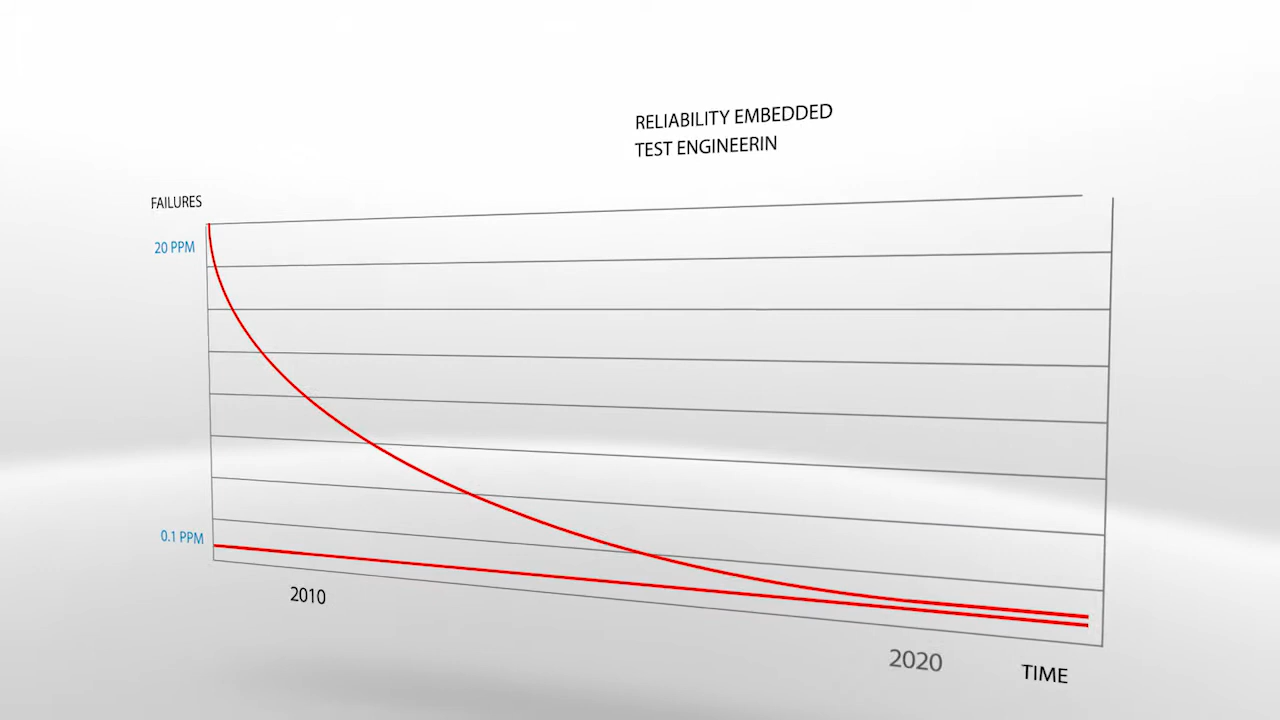 RELIABILITY EMBEDDED
TEST ENGINEERIN
FAILURES
20 PPM
0.1 PPM
2010
2020
TIME